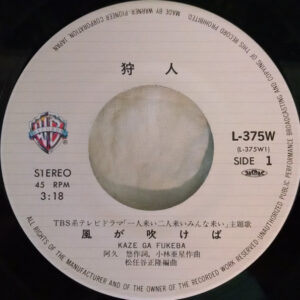 MADE BY WARNER-PIONEER CORPORATION, JAPAN
狩人
STEREO
45 RPM
3:18
L-375W
(L-375W1)
SIDE 1
TBS系テレビドラマ「一人来い二人来いみんな来い」主題歌
風が吹けば
KAZE GA FUKEBA
阿久 悠作詞, 小林亜星作曲
松任谷正隆編曲
ALL RIGHTS OF THE MANUFACTURER AND OF THE OWNER OF THE RECORDED WORK RESERVED UNAUTHORIZED PUBLIC PERFORMANCE BROADCASTING AND COPYING OF THIS RECORD PROHIBITED